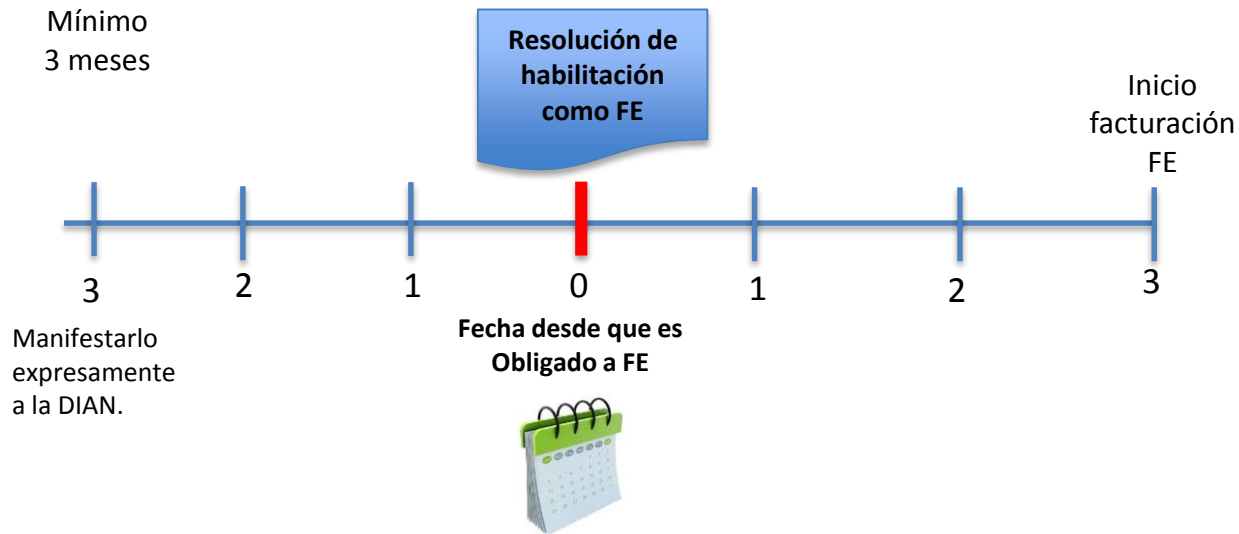 Mínimo
3 meses
Resolución de
habilitación
como FE
Inicio
facturación
FE
3
2
1
0
1
2
3
Manifestarlo
expresamente
a la DIAN.
Fecha desde que es
Obligado a FE